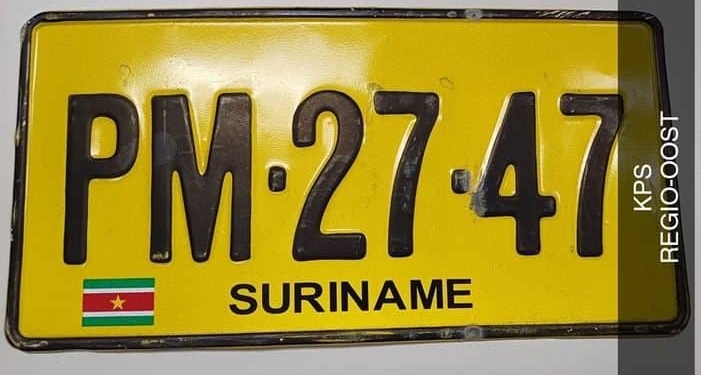 PM·27·47
SURINAME
KPS
REGIO-OOST